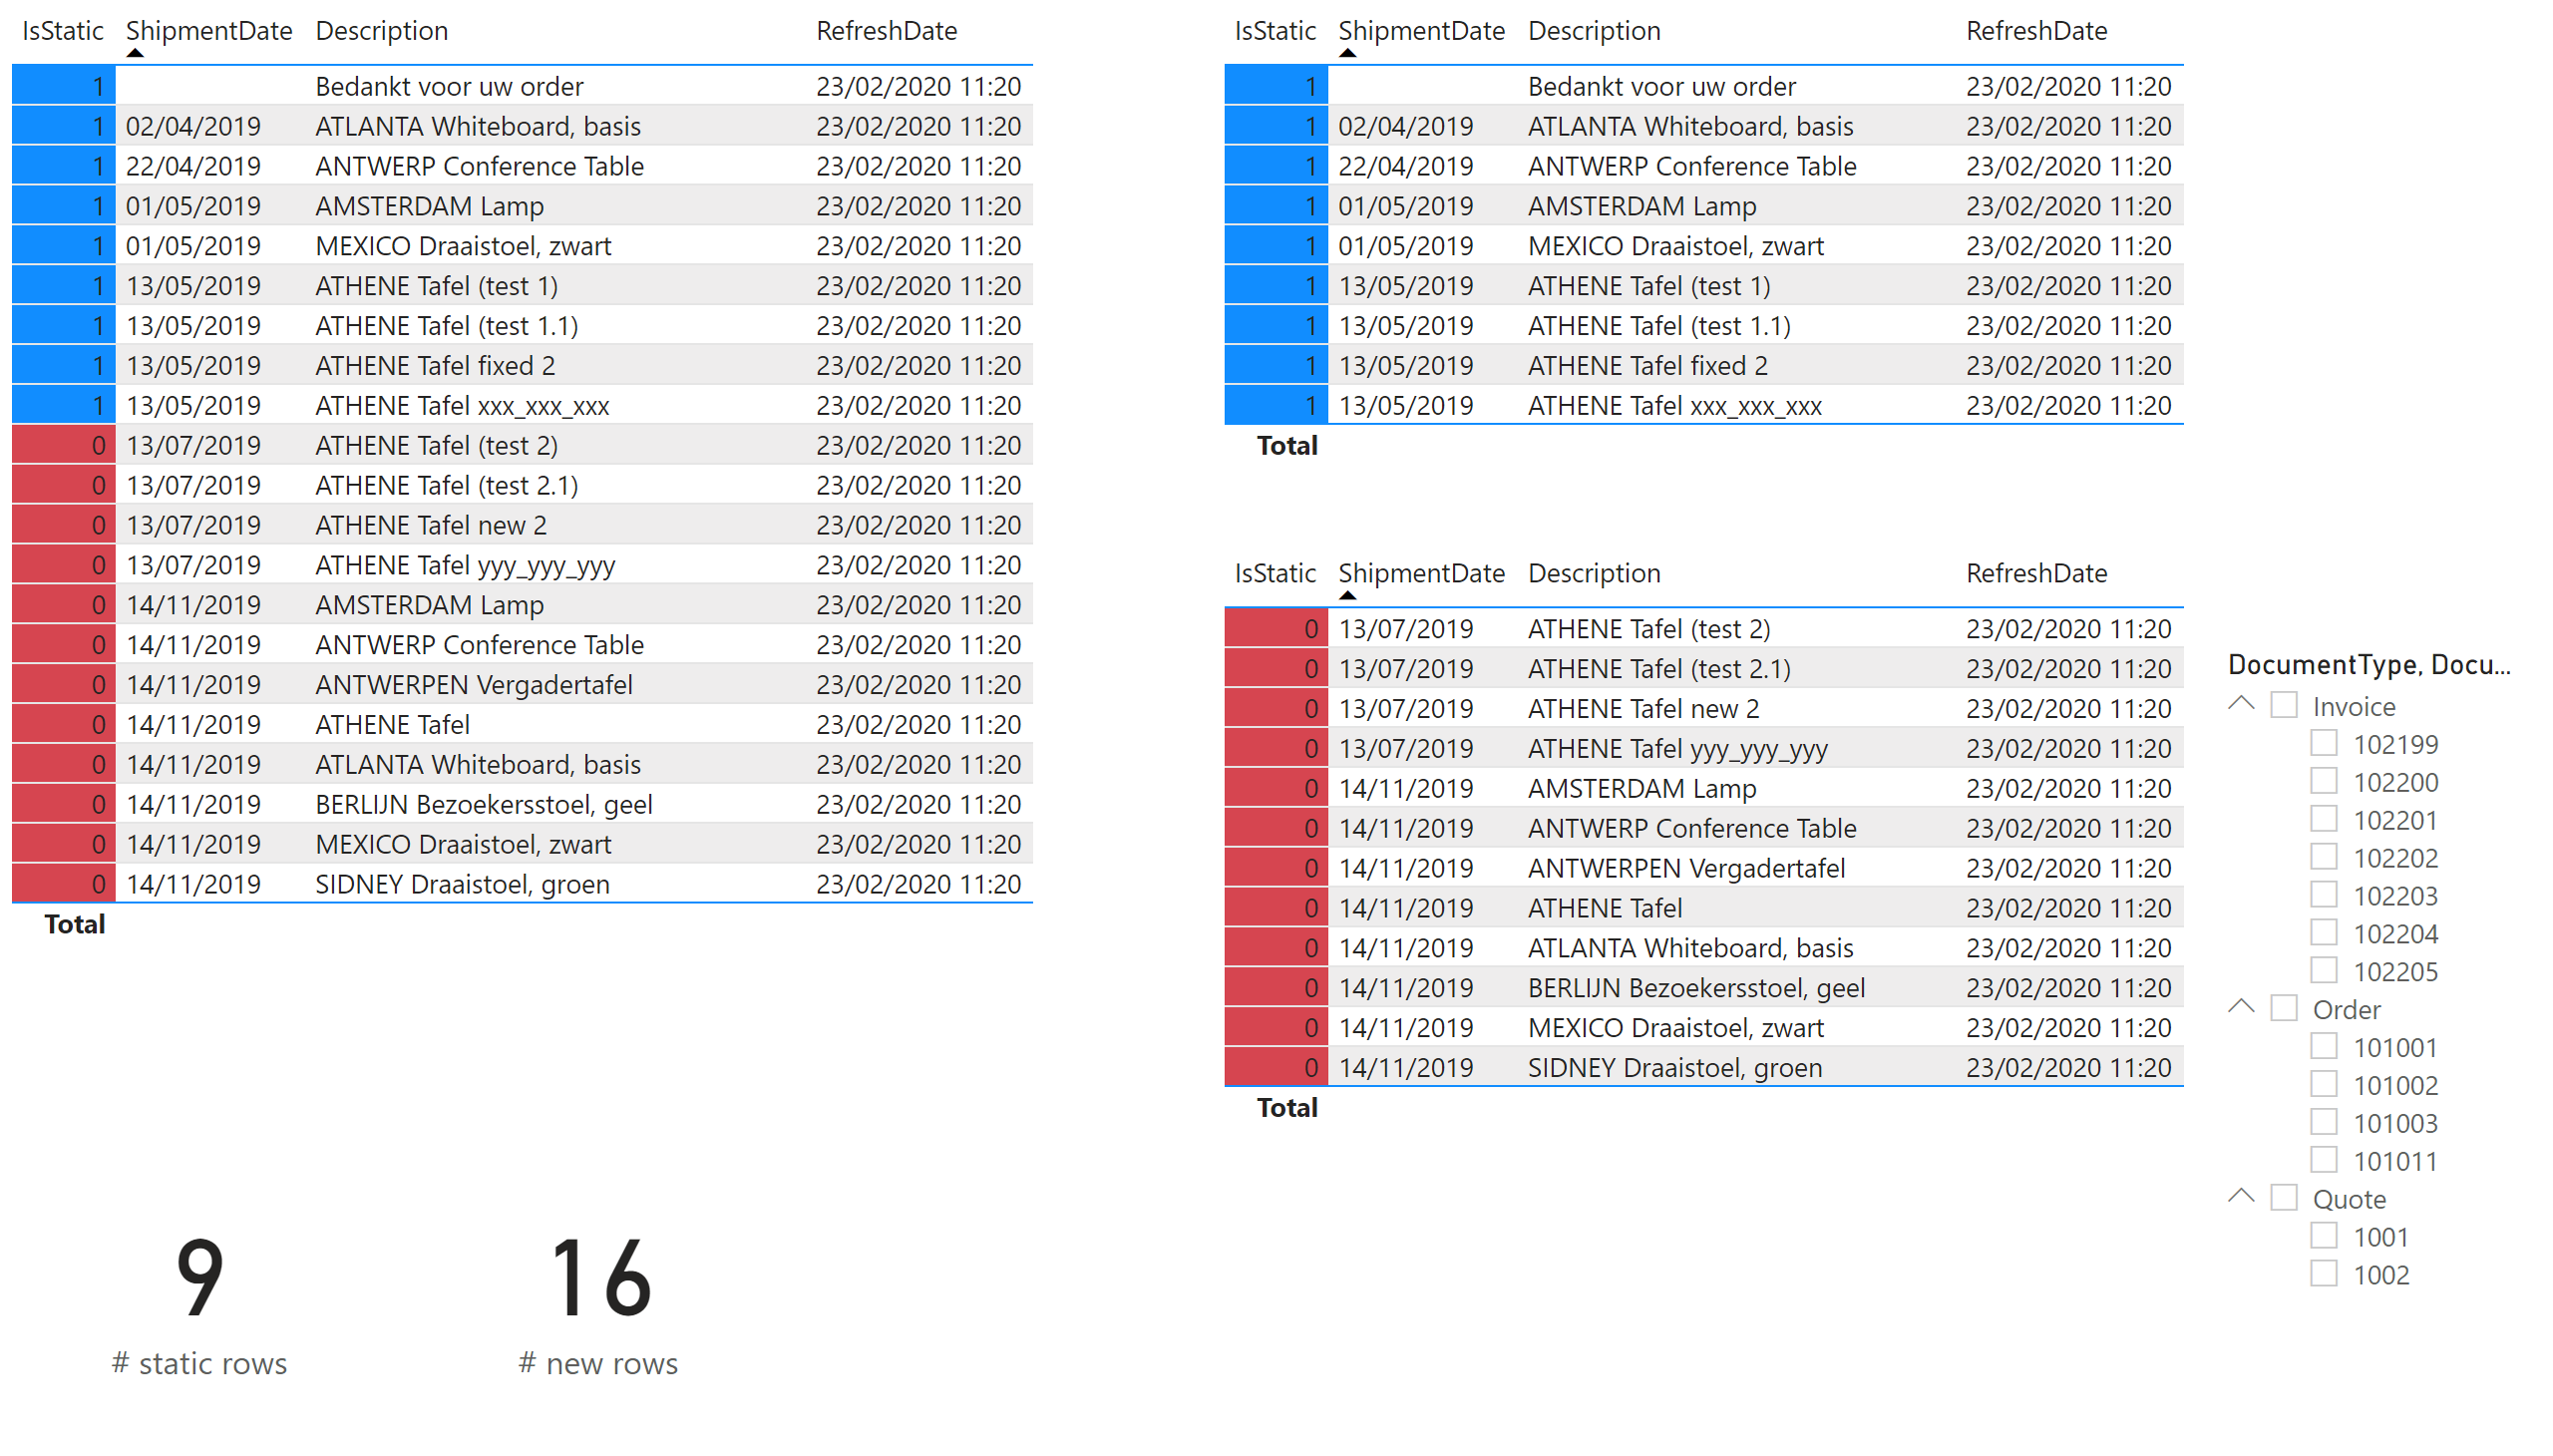 IsStatic ShipmentDate Description RefreshDate
1 Bedankt voor uw order 23/02/2020 11:20
1 02/04/2019 ATLANTA Whiteboard, basis 23/02/2020 11:20
1 22/04/2019 ANTWERP Conference Table 23/02/2020 11:20
1 01/05/2019 AMSTERDAM Lamp 23/02/2020 11:20
1 01/05/2019 MEXICO Draaistoel, zwart 23/02/2020 11:20
1 13/05/2019 ATHENE Tafel (test 1) 23/02/2020 11:20
1 13/05/2019 ATHENE Tafel (test 1.1) 23/02/2020 11:20
1 13/05/2019 ATHENE Tafel fixed 2 23/02/2020 11:20
1 13/05/2019 ATHENE Tafel xxx_xxx_xxx 23/02/2020 11:20
0 13/07/2019 ATHENE Tafel (test 2) 23/02/2020 11:20
0 13/07/2019 ATHENE Tafel (test 2.1) 23/02/2020 11:20
0 13/07/2019 ATHENE Tafel new 2 23/02/2020 11:20
0 13/07/2019 ATHENE Tafel yyy_yyy_yyy 23/02/2020 11:20
0 14/11/2019 AMSTERDAM Lamp 23/02/2020 11:20
0 14/11/2019 ANTWERP Conference Table 23/02/2020 11:20
0 14/11/2019 ANTWERPEN Vergadertafel 23/02/2020 11:20
0 14/11/2019 ATHENE Tafel 23/02/2020 11:20
0 14/11/2019 ATLANTA Whiteboard, basis 23/02/2020 11:20
0 14/11/2019 BERLIJN Bezoekersstoel, geel 23/02/2020 11:20
0 14/11/2019 MEXICO Draaistoel, zwart 23/02/2020 11:20
0 14/11/2019 SIDNEY Draaistoel, groen 23/02/2020 11:20
Total
9
# static rows
16
# new rows
IsStatic ShipmentDate Description RefreshDate
1 Bedankt voor uw order 23/02/2020 11:20
1 02/04/2019 ATLANTA Whiteboard, basis 23/02/2020 11:20
1 22/04/2019 ANTWERP Conference Table 23/02/2020 11:20
1 01/05/2019 AMSTERDAM Lamp 23/02/2020 11:20
1 01/05/2019 MEXICO Draaistoel, zwart 23/02/2020 11:20
1 13/05/2019 ATHENE Tafel (test 1) 23/02/2020 11:20
1 13/05/2019 ATHENE Tafel (test 1.1) 23/02/2020 11:20
1 13/05/2019 ATHENE Tafel fixed 2 23/02/2020 11:20
1 13/05/2019 ATHENE Tafel xxx_xxx_xxx 23/02/2020 11:20
Total
IsStatic ShipmentDate Description RefreshDate
0 13/07/2019 ATHENE Tafel (test 2) 23/02/2020 11:20
0 13/07/2019 ATHENE Tafel (test 2.1) 23/02/2020 11:20
0 13/07/2019 ATHENE Tafel new 2 23/02/2020 11:20
0 13/07/2019 ATHENE Tafel yyy_yyy_yyy 23/02/2020 11:20
0 14/11/2019 AMSTERDAM Lamp 23/02/2020 11:20
0 14/11/2019 ANTWERP Conference Table 23/02/2020 11:20
0 14/11/2019 ANTWERPEN Vergadertafel 23/02/2020 11:20
0 14/11/2019 ATHENE Tafel 23/02/2020 11:20
0 14/11/2019 ATLANTA Whiteboard, basis 23/02/2020 11:20
0 14/11/2019 BERLIJN Bezoekersstoel, geel 23/02/2020 11:20
0 14/11/2019 MEXICO Draaistoel, zwart 23/02/2020 11:20
0 14/11/2019 SIDNEY Draaistoel, groen 23/02/2020 11:20
Total
DocumentType, Docu...
Invoice
102199
102200
102201
102202
102203
102204
102205
Order
101001
101002
101003
101011
Quote
1001
1002